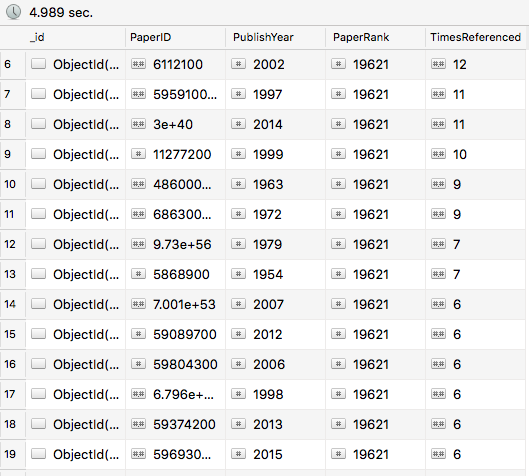 4.989 sec.
_id PaperID PublishYear PaperRank TimesReferenced
6 ObjectId(... #.# 6112100 # 2002 # 19621 #.# 12
7 ObjectId(... #.# 5959100... # 1997 # 19621 #.# 11
8 ObjectId(... #.# 3e+40 # 2014 # 19621 #.# 11
9 ObjectId(... # 11277200 # 1999 # 19621 #.# 10
10 ObjectId(... #.# 486000... # 1963 # 19621 #.# 9
11 ObjectId(... #.# 686300... # 1972 # 19621 #.# 9
12 ObjectId(... #.# 9.73e+56 # 1979 # 19621 #.# 7
13 ObjectId(... # 5868900 # 1954 # 19621 #.# 7
14 ObjectId(... #.# 7.001e+53 # 2007 # 19621 #.# 6
15 ObjectId(... # 59089700 # 2012 # 19621 #.# 6
16 ObjectId(... # 59804300 # 2006 # 19621 #.# 6
17 ObjectId(... #.# 6.796e+... # 1998 # 19621 #.# 6
18 ObjectId(... #.# 59374200 # 2013 # 19621 #.# 6
19 ObjectId(... #.# 596930... # 2015 # 19621 #.# 6